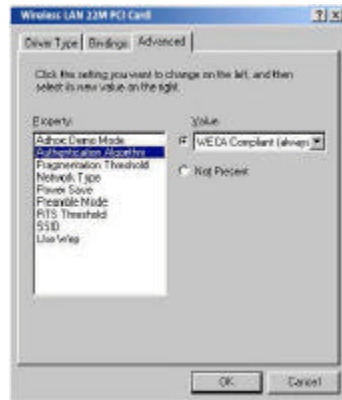 Wireless LAN 22M PCI Card
Driver Type Bindings Advanced
Click the setting you want to change on the left, and then
select its new value on the right.
Property: Value:
Adhoc Demo Mode
WECA Compliant (always
Authentication Algorithm
Fragmentation Threshold
Not Present
Network Type
Power Save
Preamble Mode
RTS Threshold
SSID
Use Wep
OK Cancel